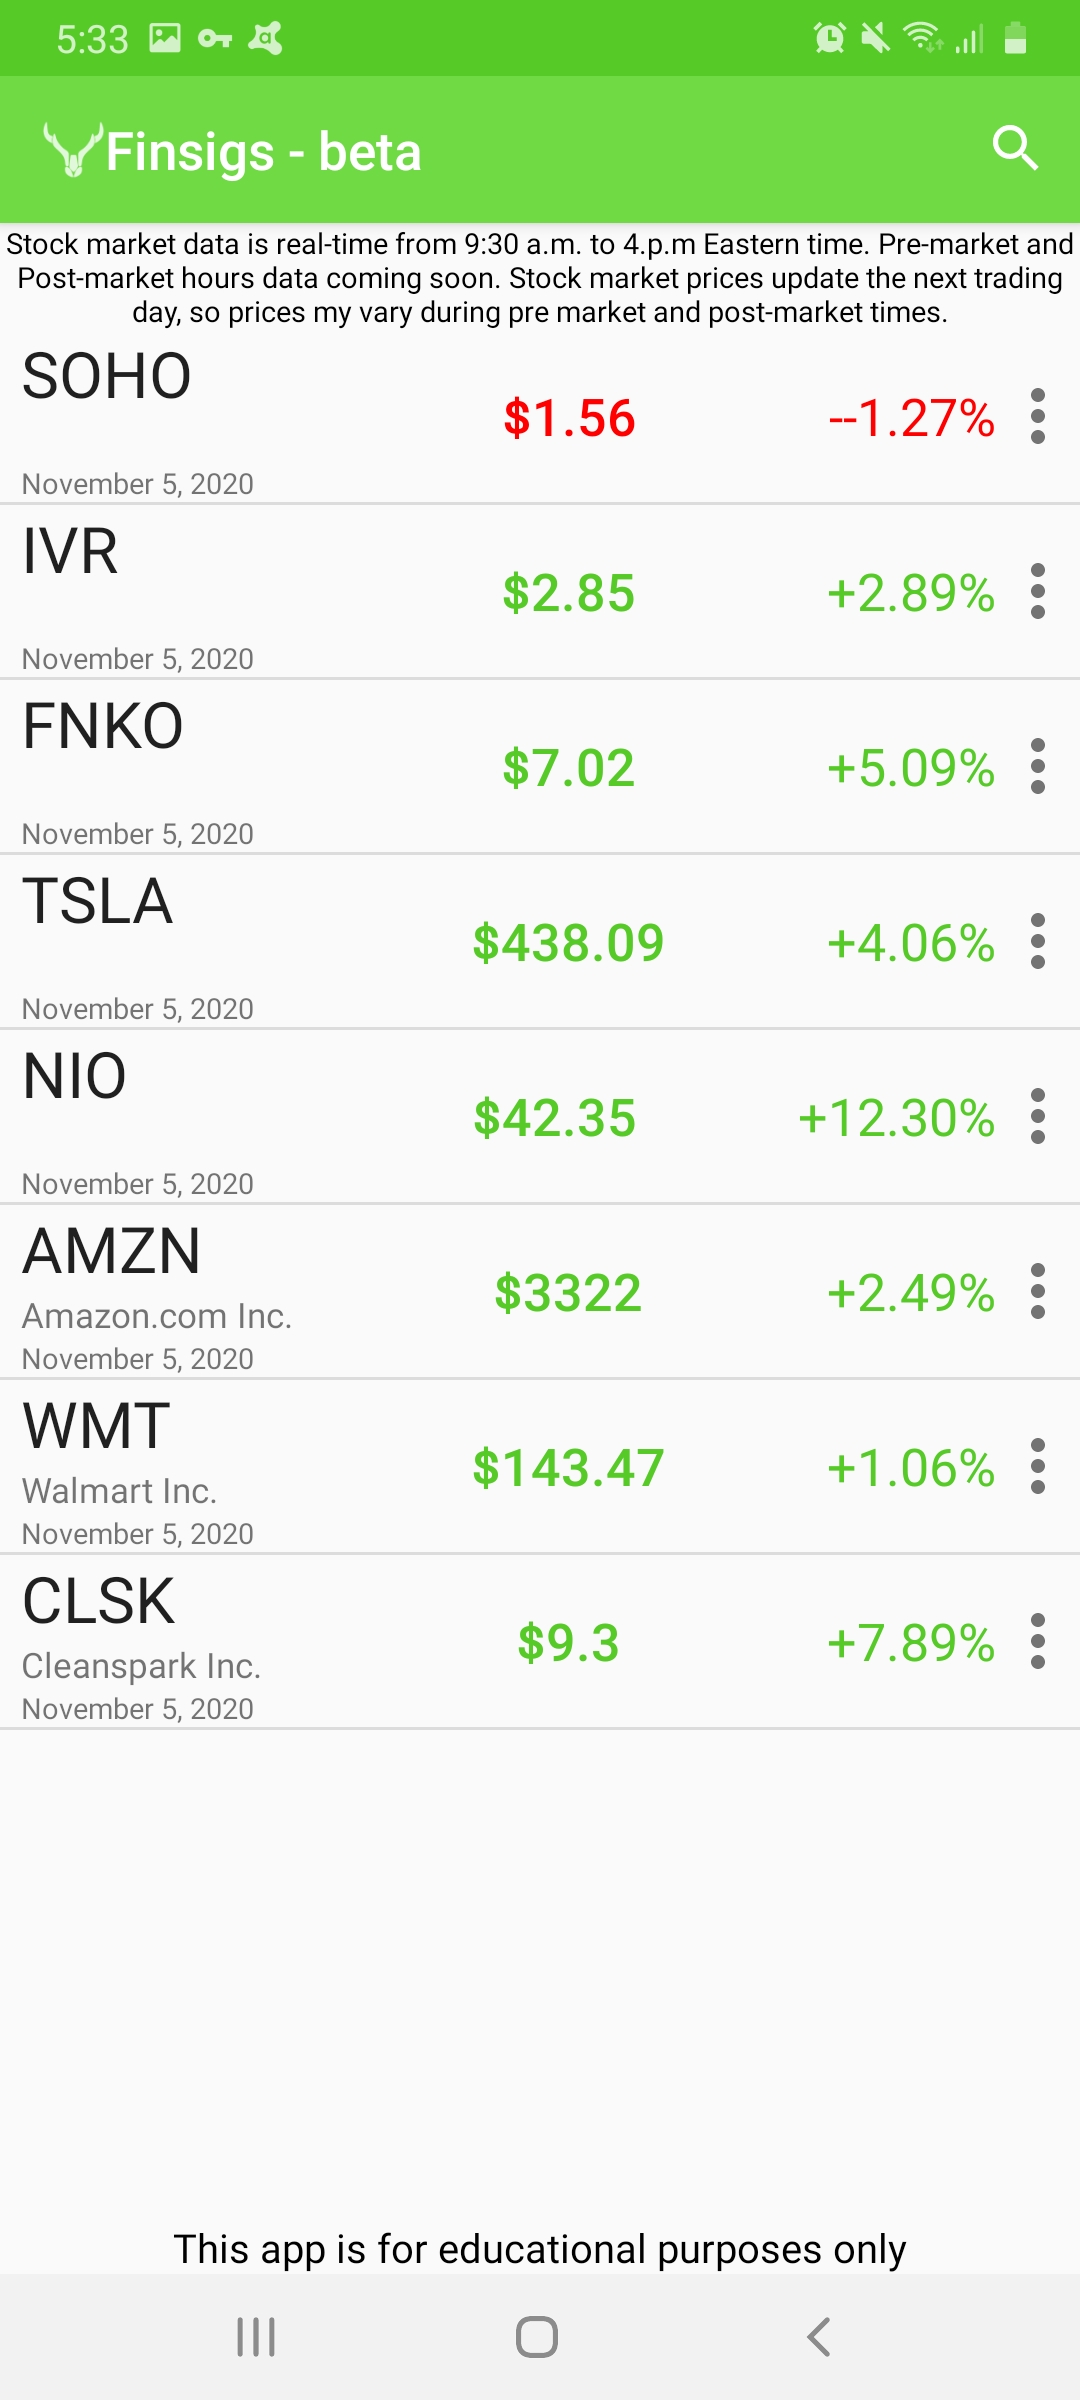 5:33
Finsigs - beta
Stock market data is real-time from 9:30 a.m. to 4.p.m Eastern time. Pre-market and
Post-market hours data coming soon. Stock market prices update the next trading
day, so prices my vary during pre market and post-market times.
SOHO
$1.56 --1.27%
November 5, 2020
IVR
$2.85 +2.89%
November 5, 2020
FNKO
$7.02 +5.09%
November 5, 2020
TSLA
$438.09 +4.06%
November 5, 2020
NIO
$42.35 +12.30%
November 5, 2020
AMZN
$3322 +2.49%
Amazon.com Inc.
November 5, 2020
WMT
$143.47 +1.06%
Walmart Inc.
November 5, 2020
CLSK
$9.3 +7.89%
Cleanspark Inc.
November 5, 2020
This app is for educational purposes only